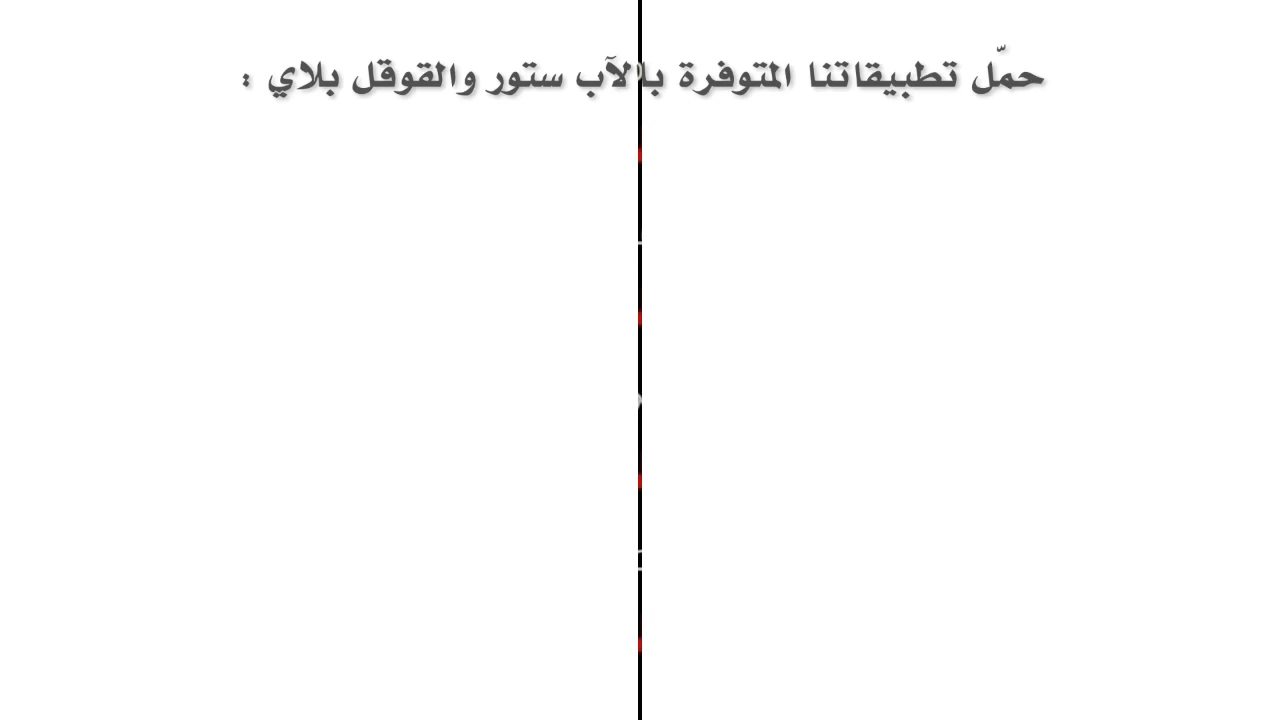 حمّل تطبيقاتنا المتوفرة بالآب ستور والقوقل بلاي :